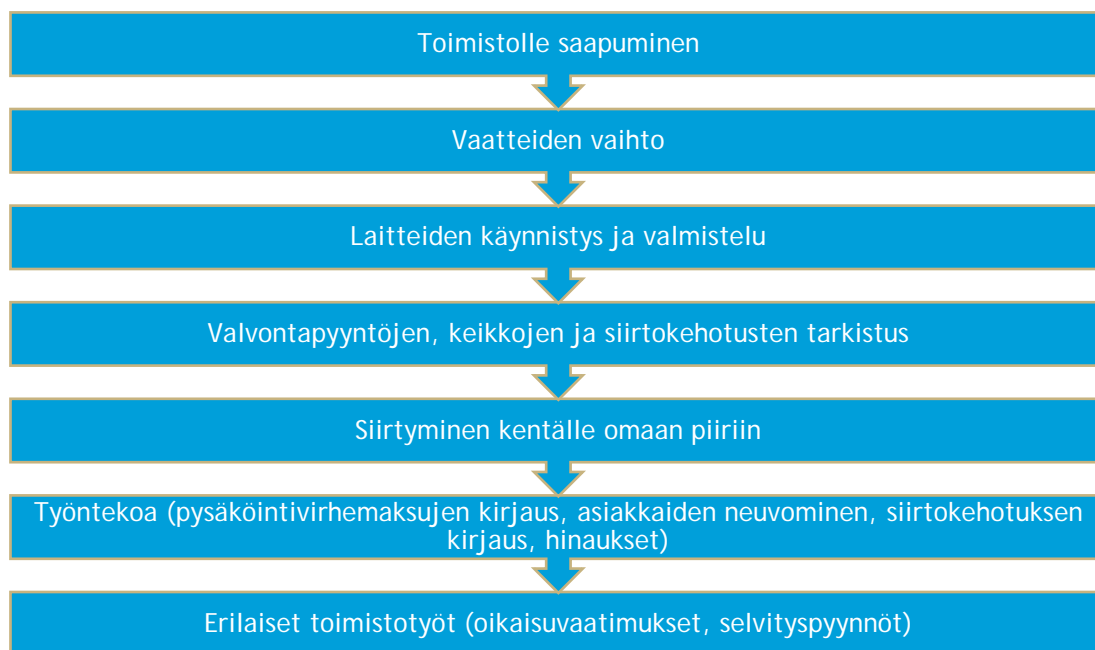 Toimistolle saapuminen
Vaatteiden vaihto
Laitteiden käynnistys ja valmistelu
Valvontapyyntöjen, keikkojen ja siirtokehotusten tarkistus
Siirtyminen kentälle omaan piiriin
Työntekoa (pysäköintivirhemaksujen kirjaus, asiakkaiden neuvominen, siirtokehotuksen
kirjaus, hinaukset)
Erilaiset toimistotyöt (oikaisuvaatimukset, selvityspyynnöt)